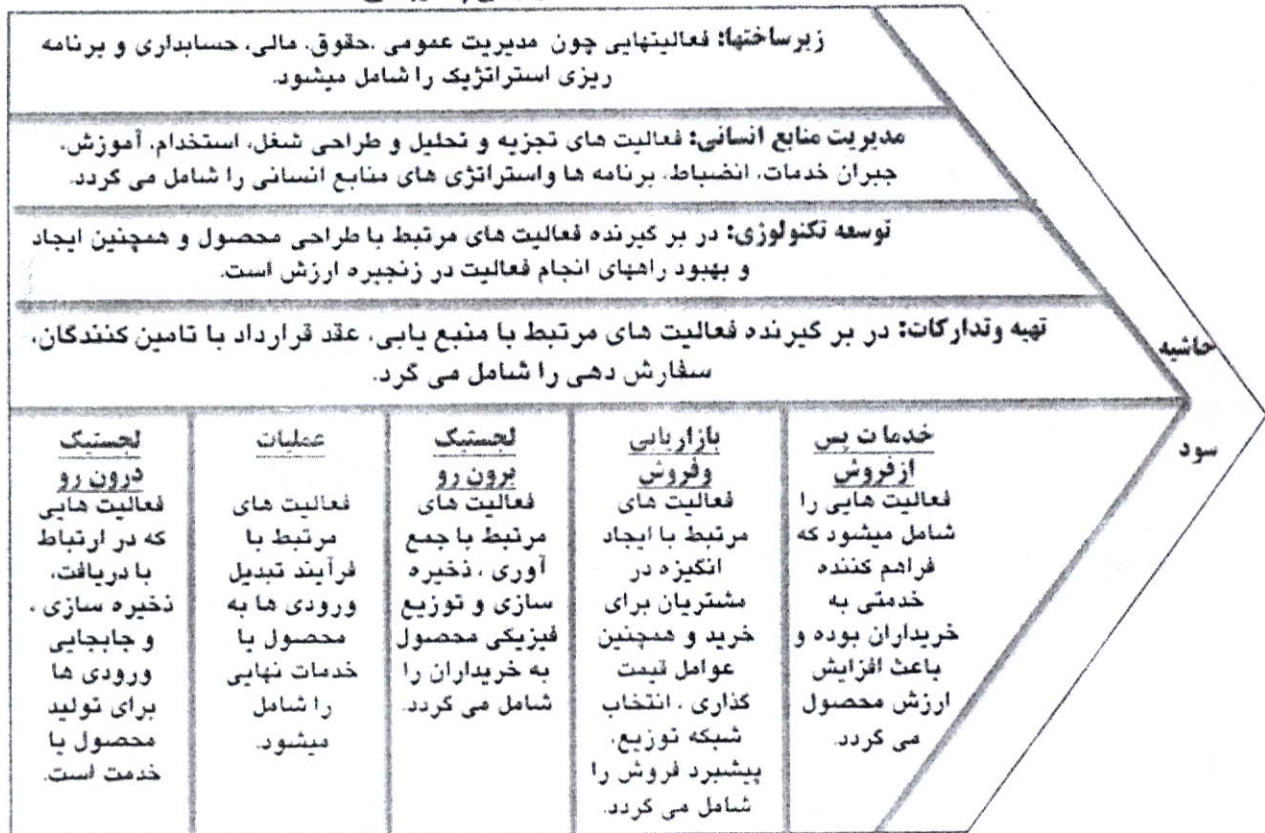 زیرساختها: فعالیتهایی چون مدیریت عمومی ،حقوق، مالی، حسابداری و برنامه
ریزی استراتژیک را شامل میشود.
مدیریت منابع انسانی: فعالیت های تجزیه و تحلیل و طراحی شغل، استخدام، آموزش،
جبران خدمات، انضباط، برنامه ها واستراتژی های منابع انسانی را شامل می گردد.
توسعه تکنولوژی: در بر گیرنده فعالیت های مرتبط با طراحی محصول و همچنین ایجاد
و بهبود راههای انجام فعالیت در زنجیره ارزش است.
تهیه وتدارکات: در بر گیرنده فعالیت های مرتبط با منبع یابی، عقد قرارداد با تامین کنندگان،
سفارش دهی را شامل می گرد.
حاشیه
سود
خدمات پس
ازفروش
فعالیت هایی را
شامل میشود که
فراهم کننده
خدمتی به
خریداران بوده و
باعث افزایش
ارزش محصول
می گردد.
بازاریابی
وفروش
فعالیت های
مرتبط با ایجاد
انگیزه در
مشتریان برای
خرید و همچنین
عوامل قیمت
گذاری ، انتخاب
شبکه توزیع،
پیشبرد فروش را
شامل می گردد.
لجستیک
برون رو
فعالیت های
مرتبط با جمع
آوری ، ذخیره
سازی و توزیع
فیزیکی محصول
به خریداران را
شامل می گردد.
عملیات
فعالیت های
مرتبط با
فرآیند تبدیل
ورودی ها به
محصول یا
خدمات نهایی
را شامل
میشود.
لجستیک
درون رو
فعالیت هایی
که در ارتباط
با دریافت،
ذخیره سازی ،
و جابجایی
ورودی ها
برای تولید
محصول یا
خدمت است.